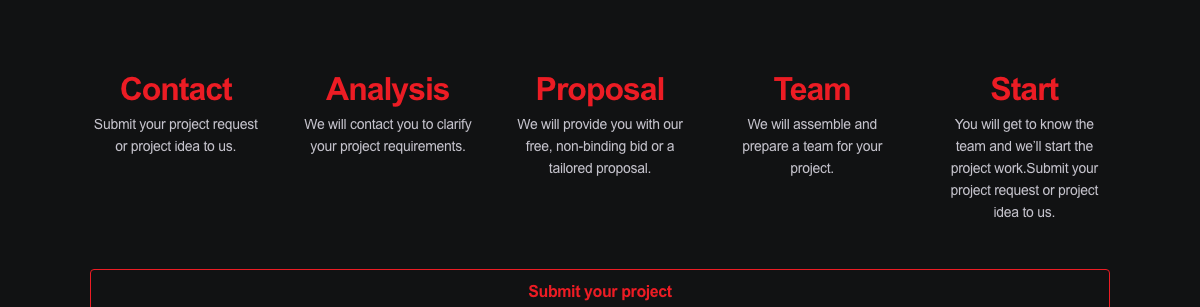 Contact
Submit your project request
or project idea to us.
Analysis
We will contact you to clarify
your project requirements.
Proposal
We will provide you with our
free, non-binding bid or a
tailored proposal.
Team
We will assemble and
prepare a team for your
project.
Start
You will get to know the
team and we’ll start the
project work.Submit your
project request or project
idea to us.
Submit your project